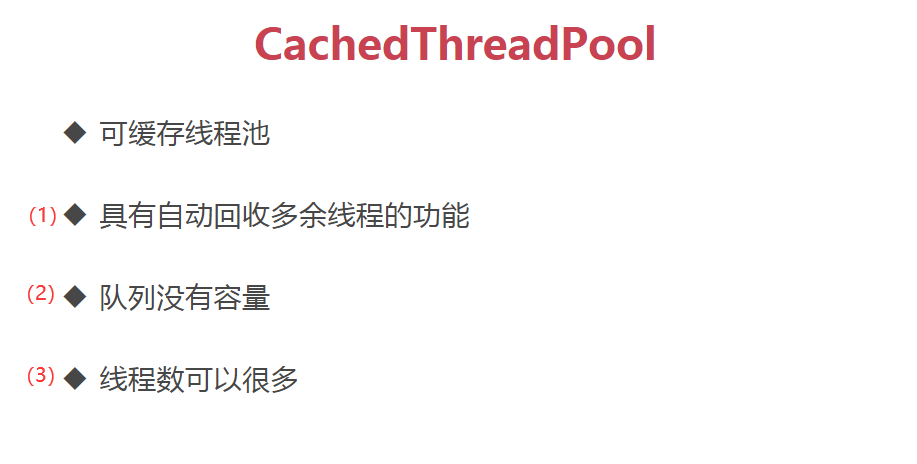 CachedThreadPool
◆ 可缓存线程池
(1) ◆ 具有自动回收多余线程的功能
(2) ◆ 队列没有容量
(3) ◆ 线程数可以很多